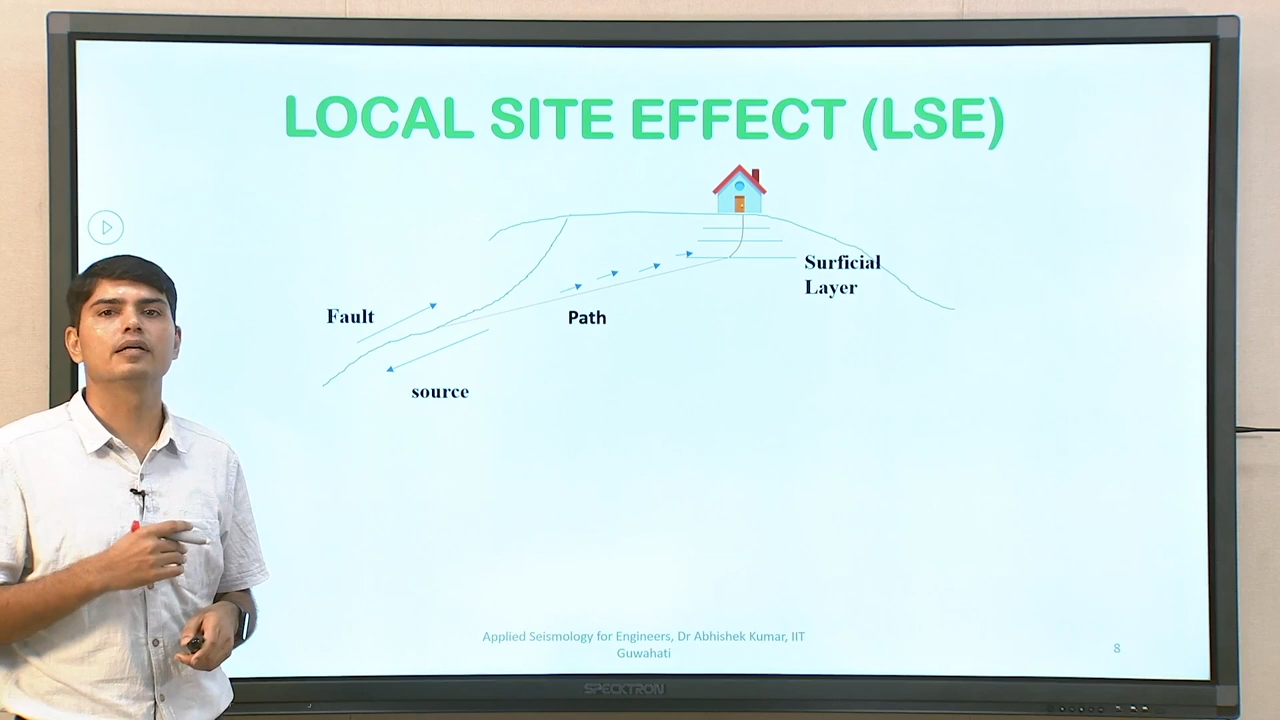 LOCAL SITE EFFECT (LSE)
Surficial
Layer
Fault
Path
source
Applied Seismology for Engineers, Dr Abhishek Kumar, IIT
Guwahati
8
SPECKTRON